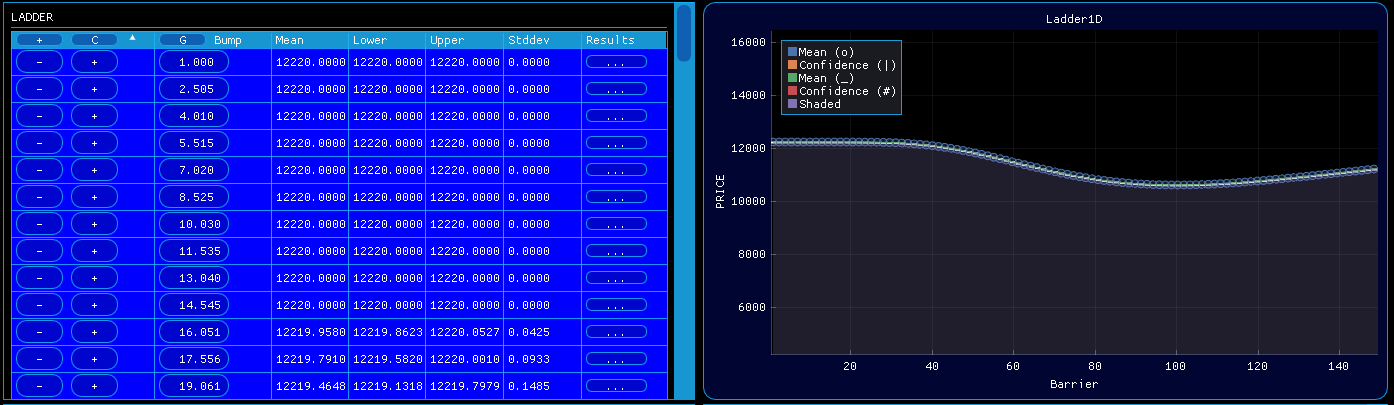 LADDER
+ C ▲ G Bump Mean Lower Upper Stddev Results
- + 1.000 12220.0000 12220.0000 12220.0000 0.0000 ...
- + 2.505 12220.0000 12220.0000 12220.0000 0.0000 ...
- + 4.010 12220.0000 12220.0000 12220.0000 0.0000 ...
- + 5.515 12220.0000 12220.0000 12220.0000 0.0000 ...
- + 7.020 12220.0000 12220.0000 12220.0000 0.0000 ...
- + 8.525 12220.0000 12220.0000 12220.0000 0.0000 ...
- + 10.030 12220.0000 12220.0000 12220.0000 0.0000 ...
- + 11.535 12220.0000 12220.0000 12220.0000 0.0000 ...
- + 13.040 12220.0000 12220.0000 12220.0000 0.0000 ...
- + 14.545 12220.0000 12220.0000 12220.0000 0.0000 ...
- + 16.051 12219.9580 12219.8623 12220.0527 0.0425 ...
- + 17.556 12219.7910 12219.5820 12220.0010 0.0933 ...
- + 19.061 12219.4648 12219.1318 12219.7979 0.1485 ...
Ladder1D
Mean (o)
Confidence (|)
Mean (_)
Confidence (#)
Shaded
PRICE
16000
14000
12000
10000
8000
6000
20 40 60 80 100 120 140
Barrier